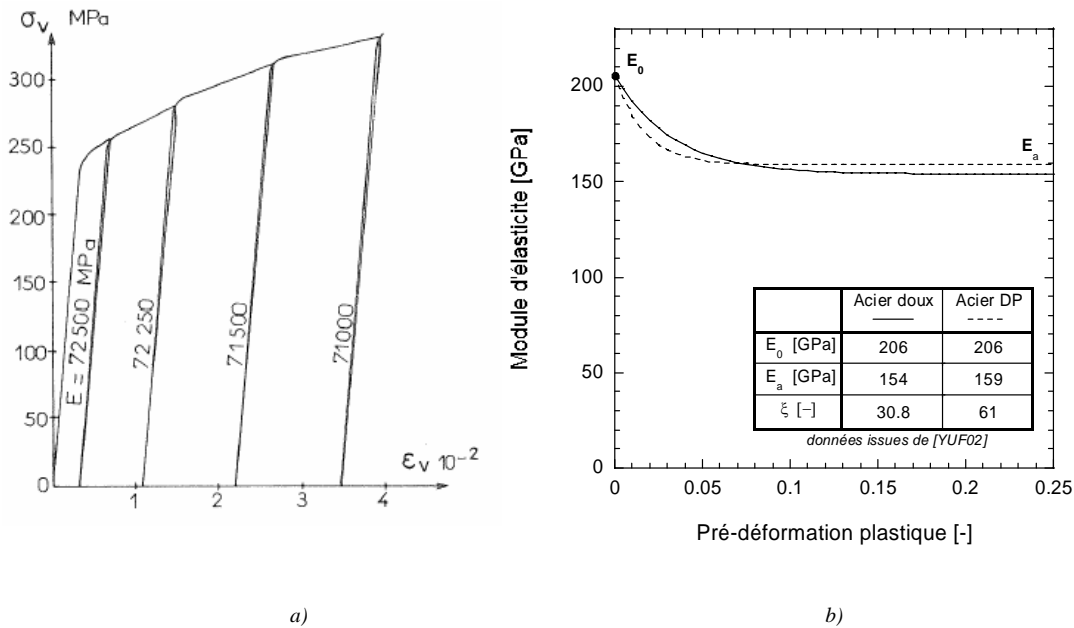 σv MPa
300
250
200
150
100
50
0
E = 72500 MPa
72 250
71500
71000
εv 10⁻²
1
2
3
4
a)
Module d'élasticite [GPa]
200
150
100
50
0
E₀
Eₐ
Acier doux
Acier DP
E₀ [GPa] 206 206
Eₐ [GPa] 154 159
ξ [–] 30.8 61
données issues de [YUF02]
0 0.05 0.1 0.15 0.2 0.25
Pré-déformation plastique [-]
b)